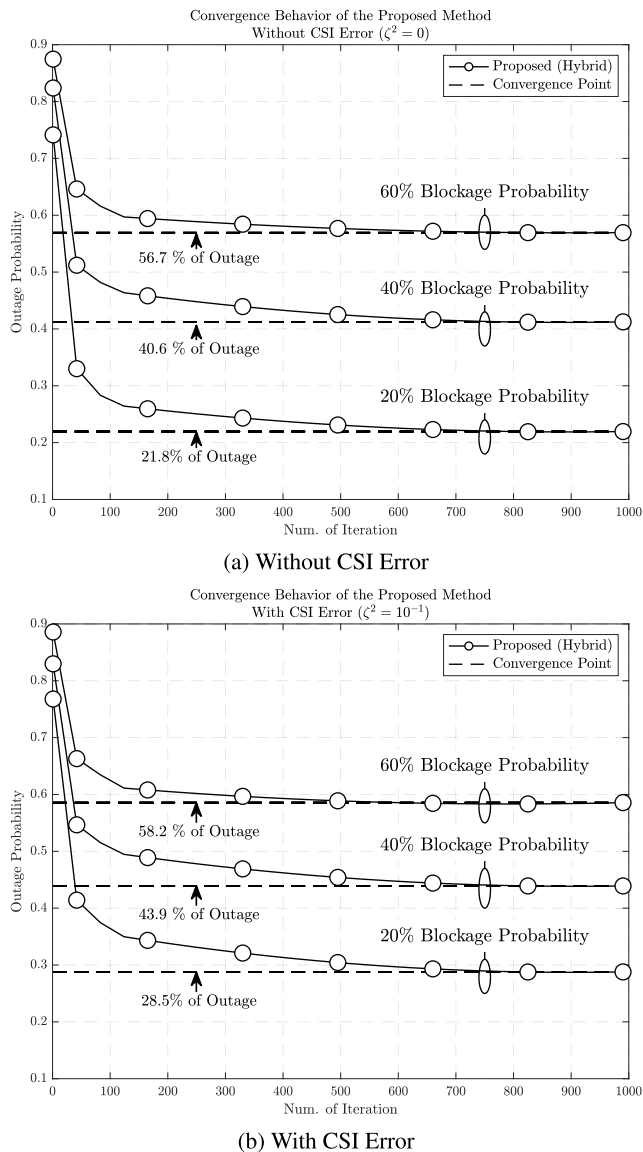 Convergence Behavior of the Proposed Method
Without CSI Error (ζ² = 0)
0.9
0.8
0.7
0.6
0.5
0.4
0.3
0.2
0.1
Outage Probability
Proposed (Hybrid)
Convergence Point
60% Blockage Probability
56.7 % of Outage
40% Blockage Probability
40.6 % of Outage
20% Blockage Probability
21.8% of Outage
0 100 200 300 400 500 600 700 800 900 1000
Num. of Iteration
(a) Without CSI Error
Convergence Behavior of the Proposed Method
With CSI Error (ζ² = 10⁻¹)
0.9
0.8
0.7
0.6
0.5
0.4
0.3
0.2
0.1
Outage Probability
Proposed (Hybrid)
Convergence Point
60% Blockage Probability
58.2 % of Outage
40% Blockage Probability
43.9 % of Outage
20% Blockage Probability
28.5% of Outage
0 100 200 300 400 500 600 700 800 900 1000
Num. of Iteration
(b) With CSI Error